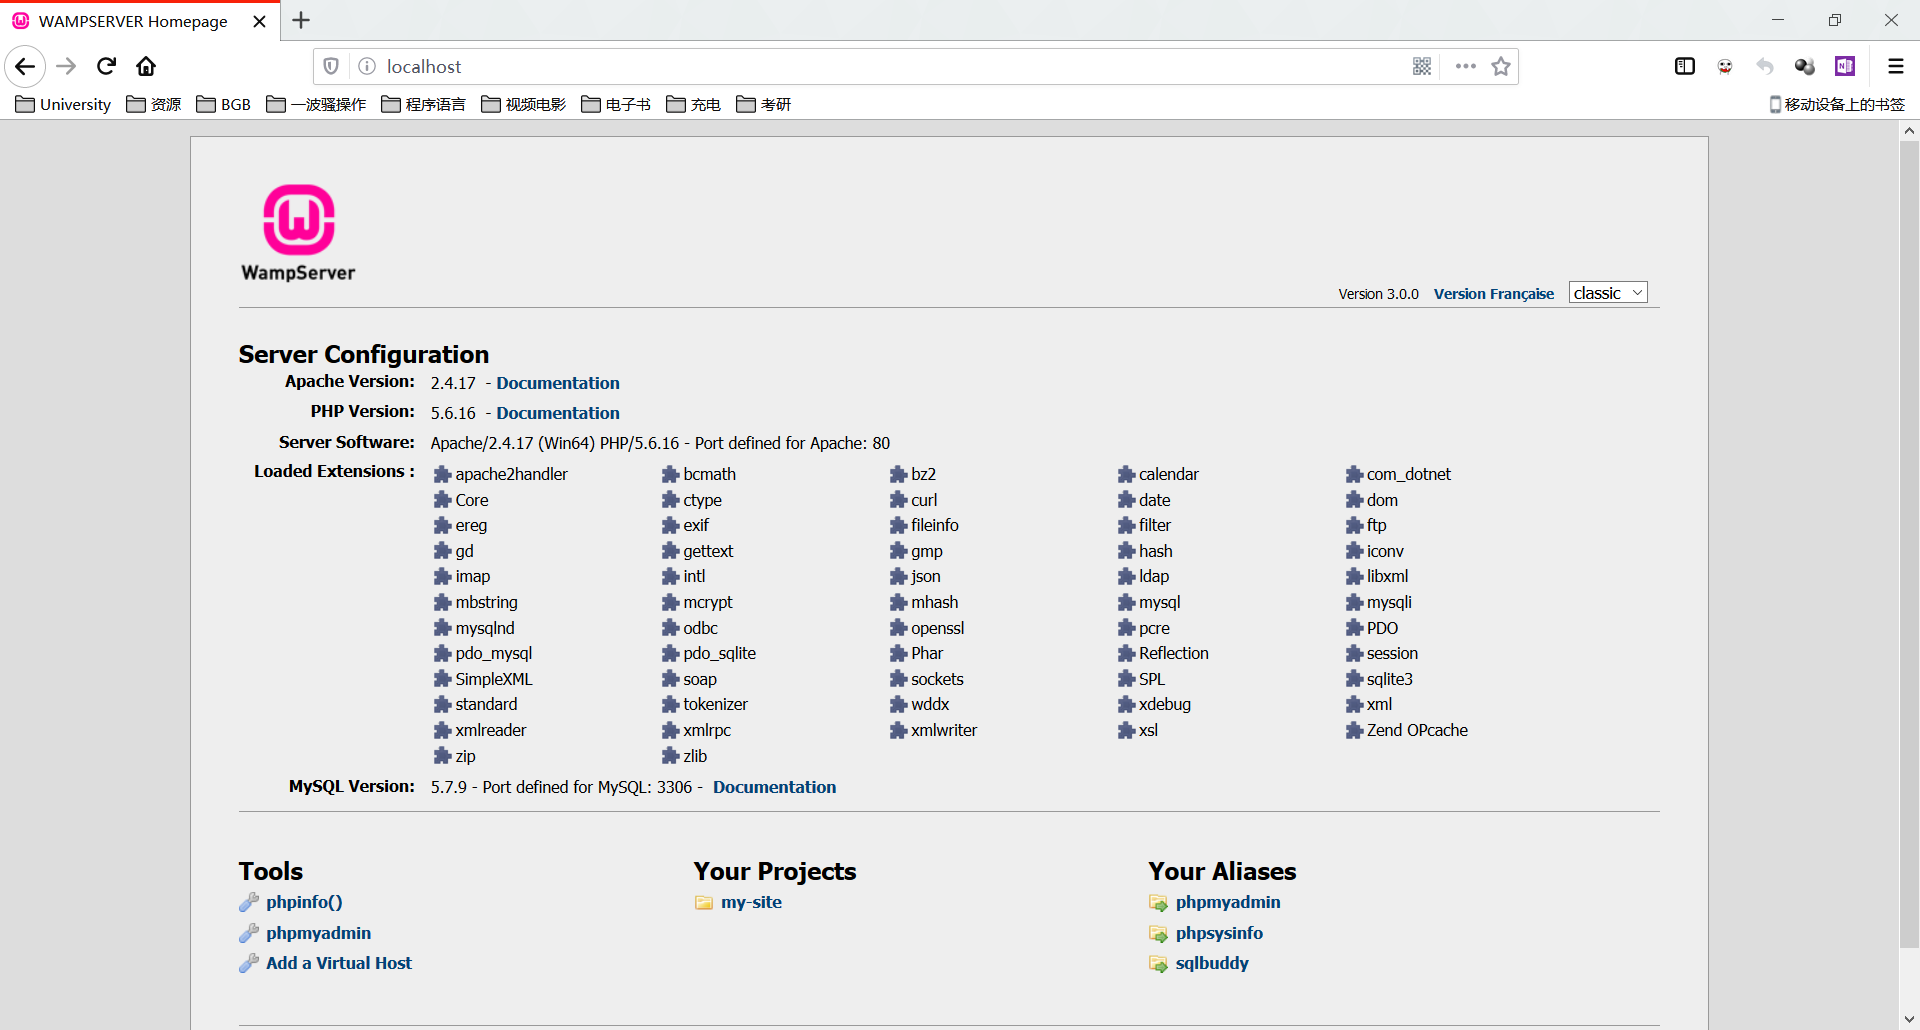 WAMPSERVER Homepage
localhost
University 资源 BGB 一波骚操作 程序语言 视频电影 电子书 充电 考研 移动设备上的书签
WampServer
Version 3.0.0 Version Française classic
Server Configuration
Apache Version: 2.4.17 - Documentation
PHP Version: 5.6.16 - Documentation
Server Software: Apache/2.4.17 (Win64) PHP/5.6.16 - Port defined for Apache: 80
Loaded Extensions : apache2handler bcmath bz2 calendar com_dotnet
Core ctype curl date dom
ereg exif fileinfo filter ftp
gd gettext gmp hash iconv
imap intl json ldap libxml
mbstring mcrypt mhash mysql mysqli
mysqlnd odbc openssl pcre PDO
pdo_mysql pdo_sqlite Phar Reflection session
SimpleXML soap sockets SPL sqlite3
standard tokenizer wddx xdebug xml
xmlreader xmlrpc xmlwriter xsl Zend OPcache
zip zlib
MySQL Version: 5.7.9 - Port defined for MySQL: 3306 - Documentation
Tools
phpinfo()
phpmyadmin
Add a Virtual Host
Your Projects
my-site
Your Aliases
phpmyadmin
phpsysinfo
sqlbuddy